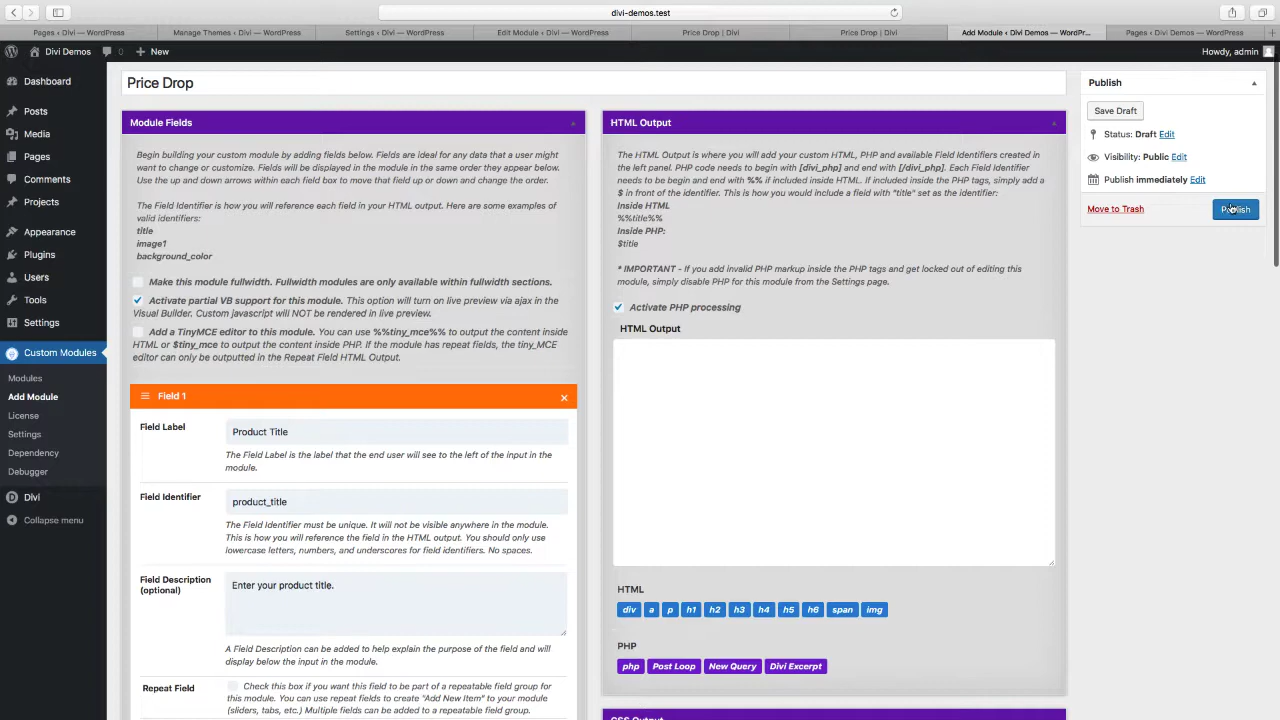 divi-demos.test
Pages ‹ Divi — WordPress
Manage Themes ‹ Divi — WordPress
Settings ‹ Divi — WordPress
Edit Module ‹ Divi — WordPress
Price Drop | Divi
Price Drop | Divi
Add Module ‹ Divi Demos — WordPr...
Pages ‹ Divi Demos — WordPress
Divi Demos
0
New
Howdy, admin
Dashboard
Posts
Media
Pages
Comments
Projects
Appearance
Plugins
Users
Tools
Settings
Custom Modules
Modules
Add Module
License
Settings
Dependency
Debugger
Divi
Collapse menu
Price Drop
Module Fields
Begin building your custom module by adding fields below. Fields are ideal for any data that a user might
want to change. Fields will be displayed in the module in the same order they appear below.
Use the up and down arrows within each field box to move that field up or down and change the order.
The Field Identifier is how you will reference each field in your HTML output. Here are some examples of
valid identifiers:
title
image1
background_color
Make this module fullwidth. Fullwidth modules are only available within fullwidth sections.
Activate partial VB support for this module. This option will turn on live preview via ajax in the
Visual Builder. Custom javascript will NOT be rendered in live preview.
Add a TinyMCE editor to this module. You can use %%tiny_mce%% to output the content inside
HTML or $tiny_mce to output the content inside PHP. If the module has repeat fields, the tiny_MCE
editor can only be outputted in the Repeat Field HTML Output.
Field 1
Field Label
Product Title
The Field Label is the label that the end user will see to the left of the input in the
module.
Field Identifier
product_title
The Field Identifier must be unique. It will not be visible anywhere in the module.
This is how you will reference the field in the HTML output. You should only use
lowercase letters, numbers, and underscores for field identifiers. No spaces.
Field Description
(optional)
Enter your product title.
A Field Description can be added to help explain the purpose of the field and will
display below the input in the module.
Repeat Field
Check this box if you want this field to be part of a repeatable field group for
this module. You can use repeat fields to create "Add New Item" to your module
(sliders, tabs, etc.) Multiple fields can be added to a repeatable field group.
HTML Output
The HTML Output is where you will add your custom HTML, PHP and available Field Identifiers created in
the left panel. PHP code needs to begin with [divi_php] and end with [/divi_php]. Each Field Identifier
needs to begin and end with %% if included inside HTML. If included inside the PHP tags, simply add a
$ in front of the identifier. This is how you would include a field with "title" set as the identifier:
Inside HTML
%%title%%
Inside PHP:
$title
* IMPORTANT - If you add invalid PHP markup inside the PHP tags and get locked out of editing this
module, simply disable PHP for this module from the Settings page.
Activate PHP processing
HTML Output
HTML
div a p h1 h2 h3 h4 h5 h6 span img
PHP
php Post Loop New Query Divi Excerpt
CSS Output
Publish
Save Draft
Status: Draft Edit
Visibility: Public Edit
Publish immediately Edit
Move to Trash
Publish